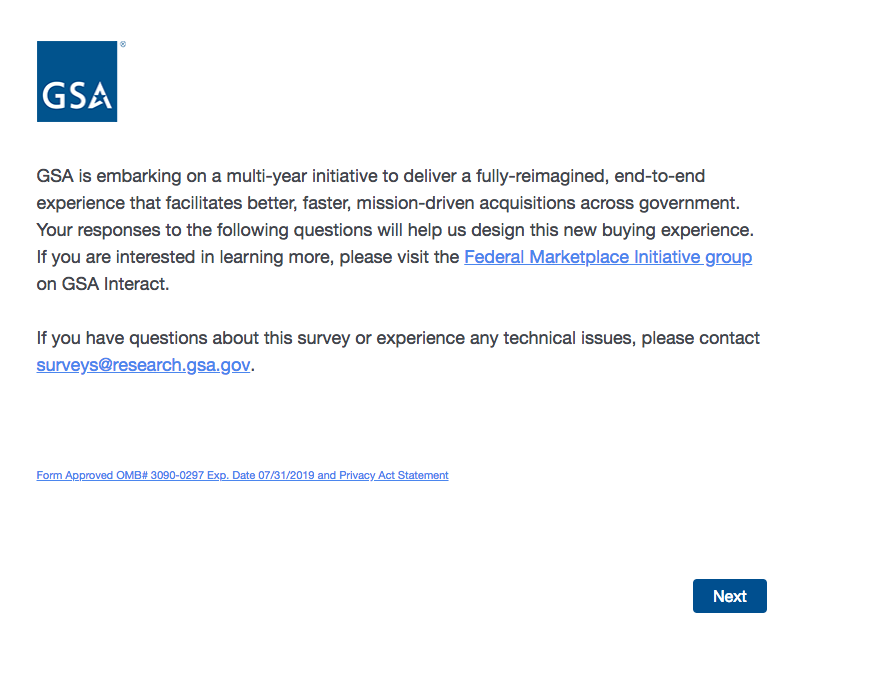 GSA®
GSA is embarking on a multi-year initiative to deliver a fully-reimagined, end-to-end
experience that facilitates better, faster, mission-driven acquisitions across government.
Your responses to the following questions will help us design this new buying experience.
If you are interested in learning more, please visit the Federal Marketplace Initiative group
on GSA Interact.
If you have questions about this survey or experience any technical issues, please contact
surveys@research.gsa.gov.
Form Approved OMB# 3090-0297 Exp. Date 07/31/2019 and Privacy Act Statement
Next